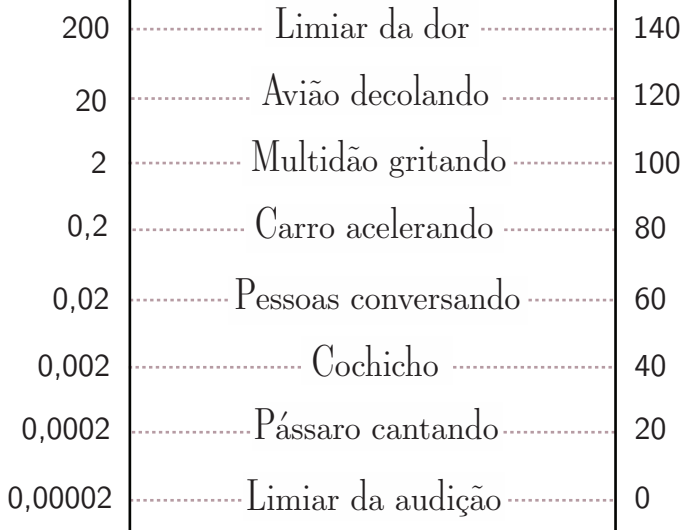 200 Limiar da dor 140
20 Avião decolando 120
2 Multidão gritando 100
0,2 Carro acelerando 80
0,02 Pessoas conversando 60
0,002 Cochicho 40
0,0002 Pássaro cantando 20
0,00002 Limiar da audição 0